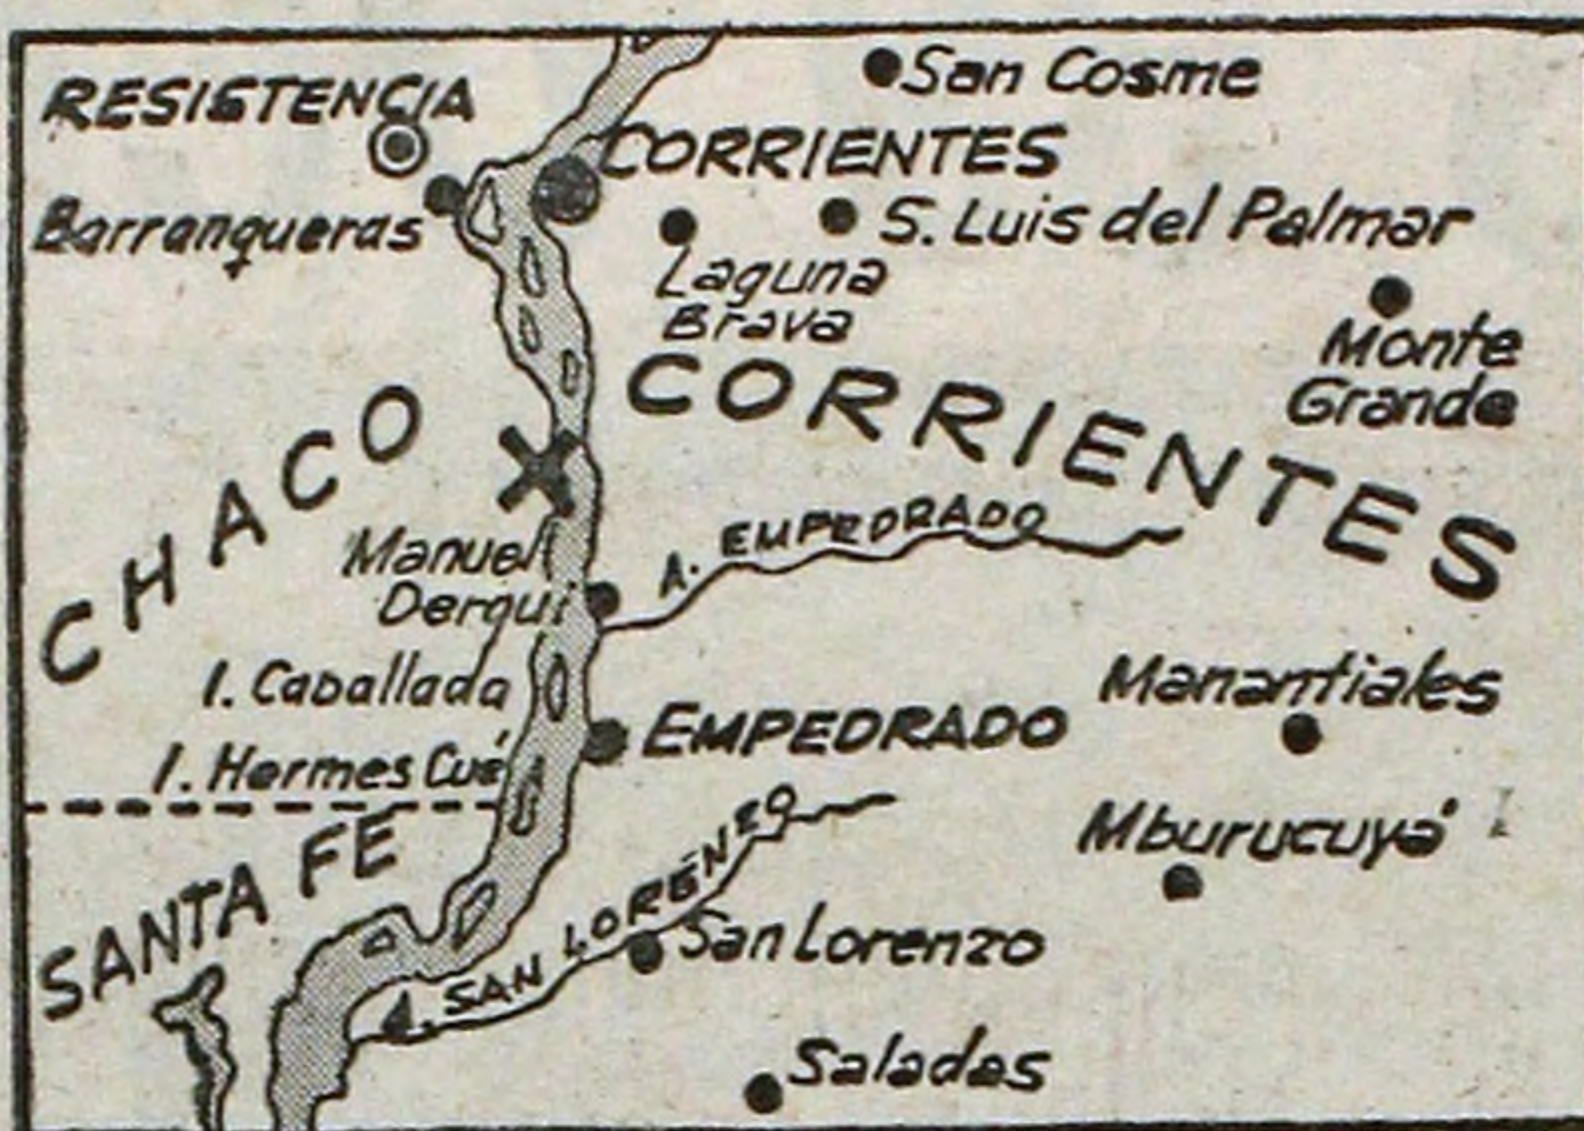 San Cosme
RESISTENCIA
CORRIENTES
Barranqueras
S. Luis del Palmar
Laguna
Brava
Monte
Grande
CORRIENTES
CHACO
A. EMPEDRADO
Manuel
Derqui
I. Caballada
Manantiales
EMPEDRADO
I. Hermes Cué
Mburucuyá
SANTA FE
A. SAN LORENZO
San Lorenzo
Saladas